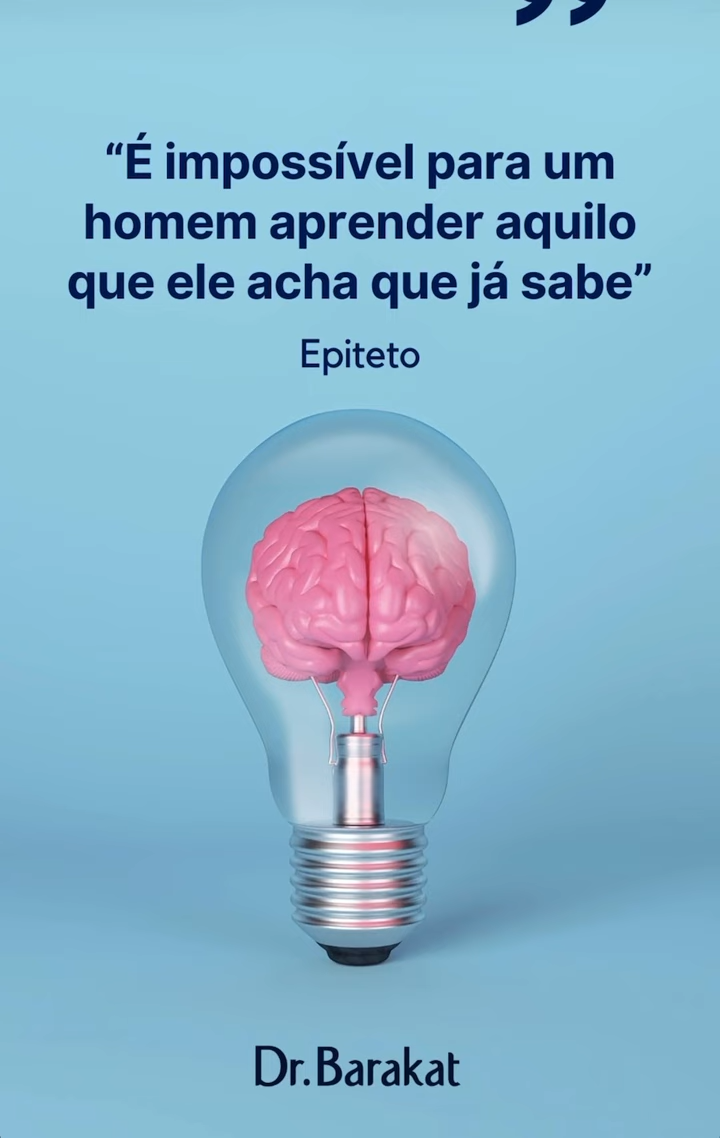 ”
“É impossível para um
homem aprender aquilo
que ele acha que já sabe”
Epiteto
Dr.Barakat